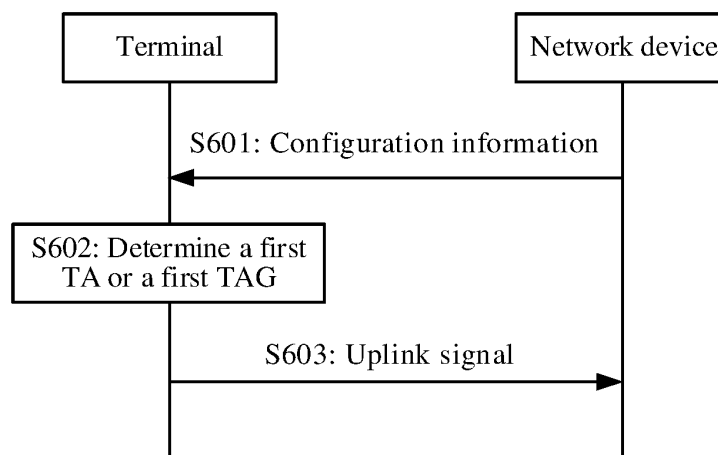 Terminal
Network device
S601: Configuration information
S602: Determine a first
TA or a first TAG
S603: Uplink signal